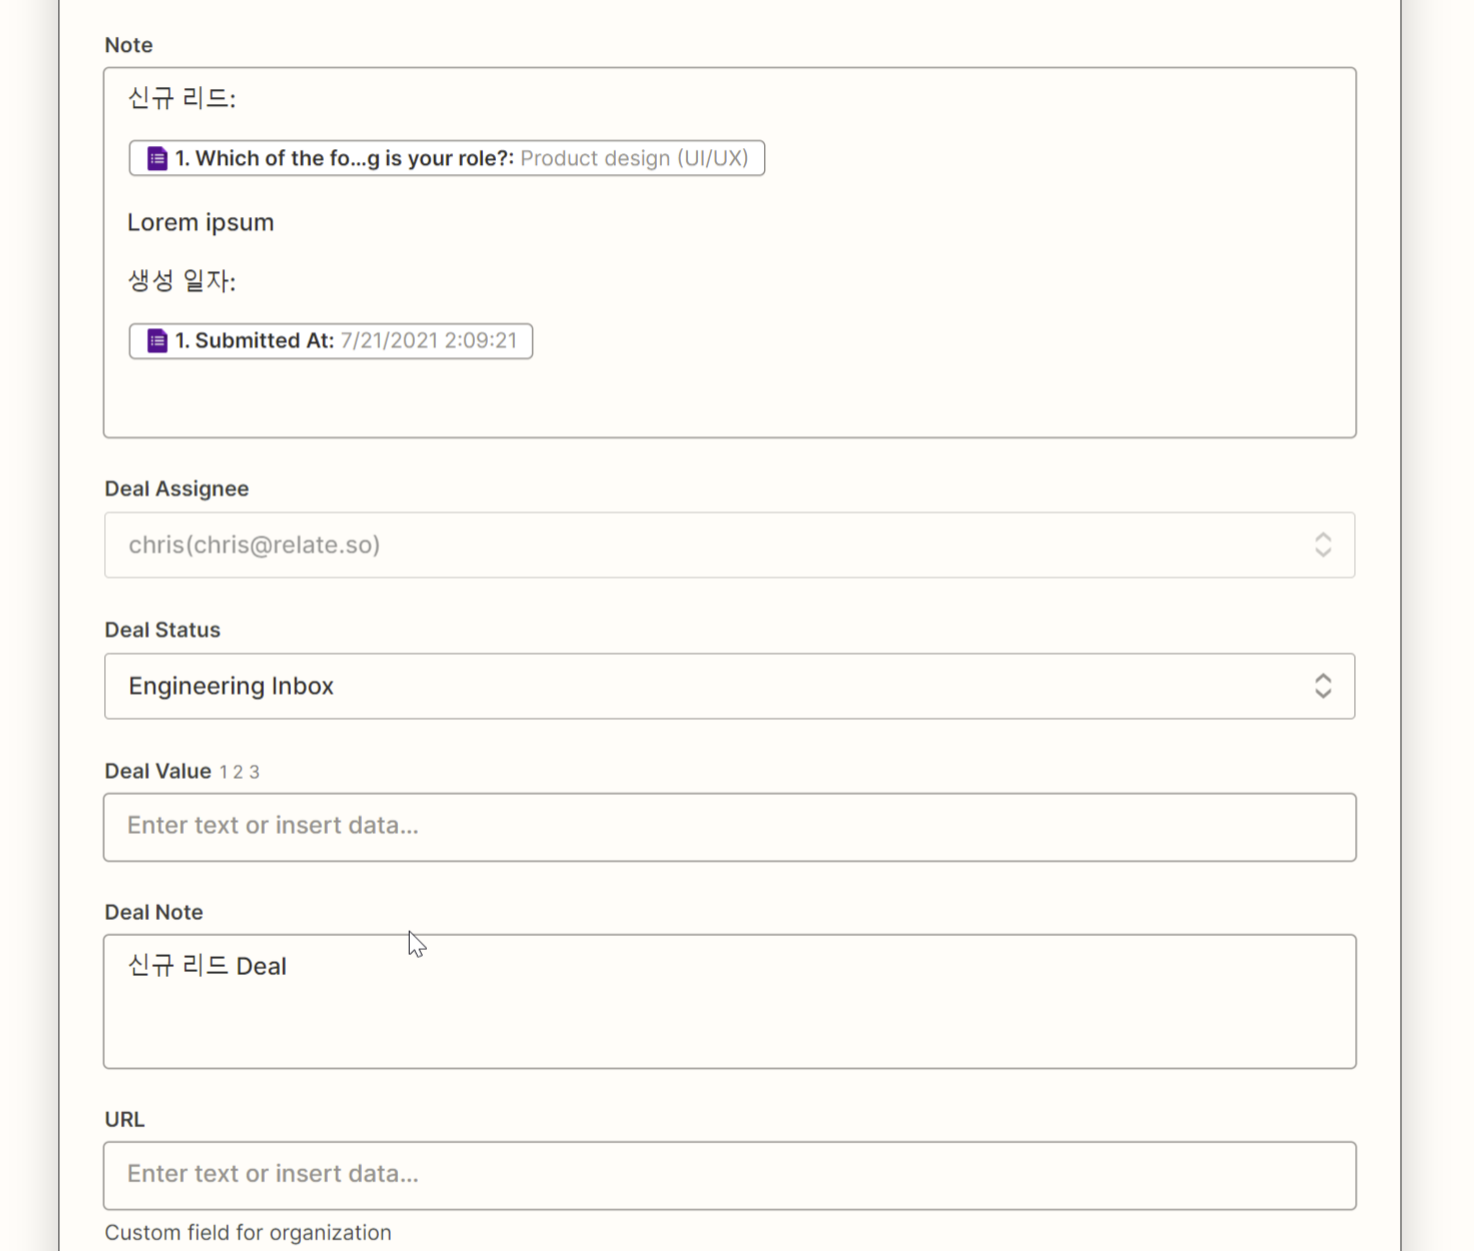 Note
신규 리드:
1. Which of the fo...g is your role?: Product design (UI/UX)
Lorem ipsum
생성 일자:
1. Submitted At: 7/21/2021 2:09:21
Deal Assignee
chris(chris@relate.so)
Deal Status
Engineering Inbox
Deal Value 1 2 3
Enter text or insert data...
Deal Note
신규 리드 Deal
URL
Enter text or insert data...
Custom field for organization